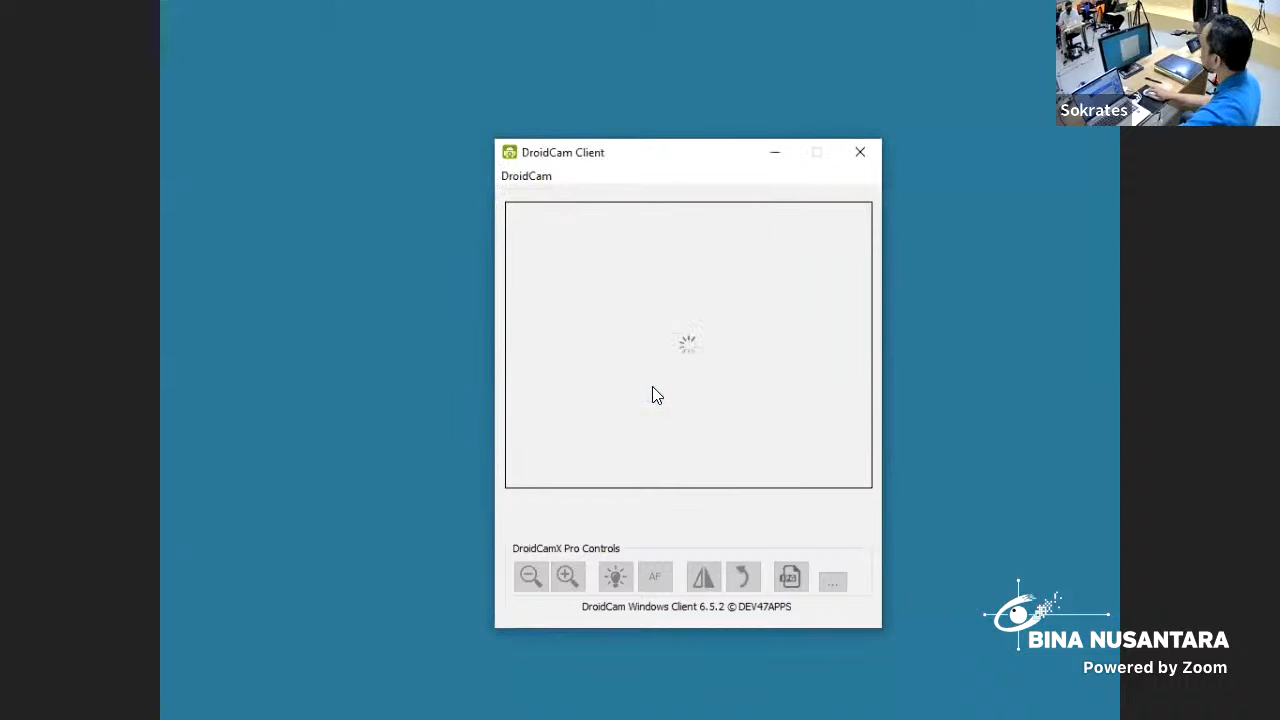 Sokrates
DroidCam Client
DroidCam
DroidCamX Pro Controls
AF
JPG
...
DroidCam Windows Client 6.5.2 © DEV47APPS
BINA NUSANTARA
Powered by Zoom